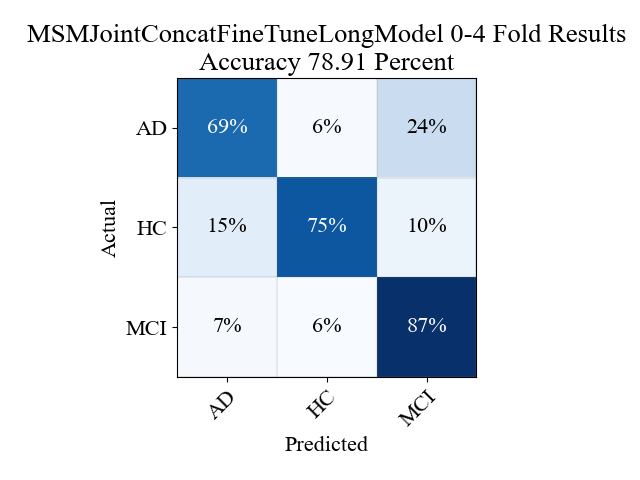 MSMJointConcatFineTuneLongModel 0-4 Fold Results
Accuracy 78.91 Percent
Actual
AD 69% 6% 24%
HC 15% 75% 10%
MCI 7% 6% 87%
AD HC MCI
Predicted